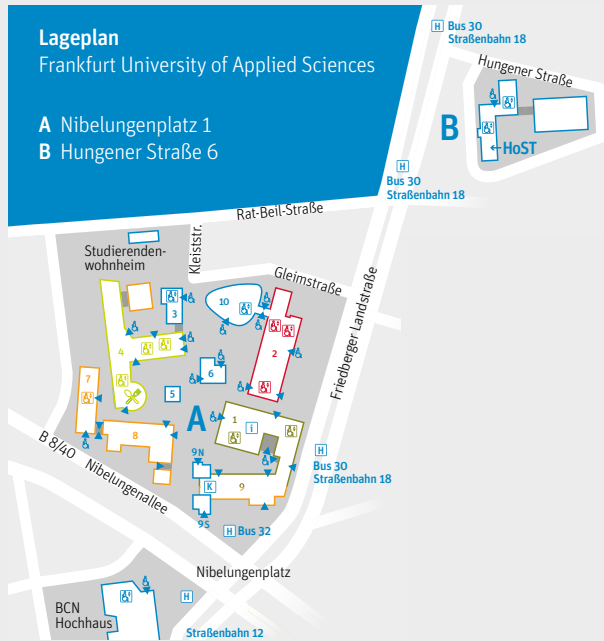 Lageplan
Frankfurt University of Applied Sciences
A Nibelungenplatz 1
B Hungener Straße 6
H Bus 30
Straßenbahn 18
Hungener Straße
B
←HoST
H
Bus 30
Straßenbahn 18
Rat-Beil-Straße
Kleiststr.
Studierenden-
wohnheim
Gleimstraße
Friedberger Landstraße
10
3
2
4
6
7
5
A
1
i
8
9N
K
9
9S
H
Bus 30
Straßenbahn 18
B 8/40 Nibelungenallee
H Bus 32
Nibelungenplatz
BCN
Hochhaus
H
Straßenbahn 12